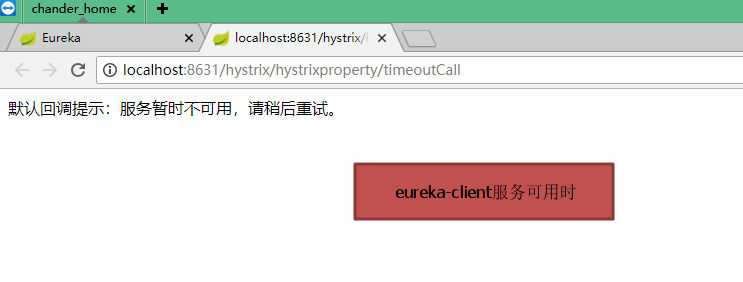 chander_home
Eureka
localhost:8631/hystrix/
localhost:8631/hystrix/hystrixproperty/timeoutCall
默认回调提示：服务暂时不可用，请稍后重试。
eureka-client服务可用时